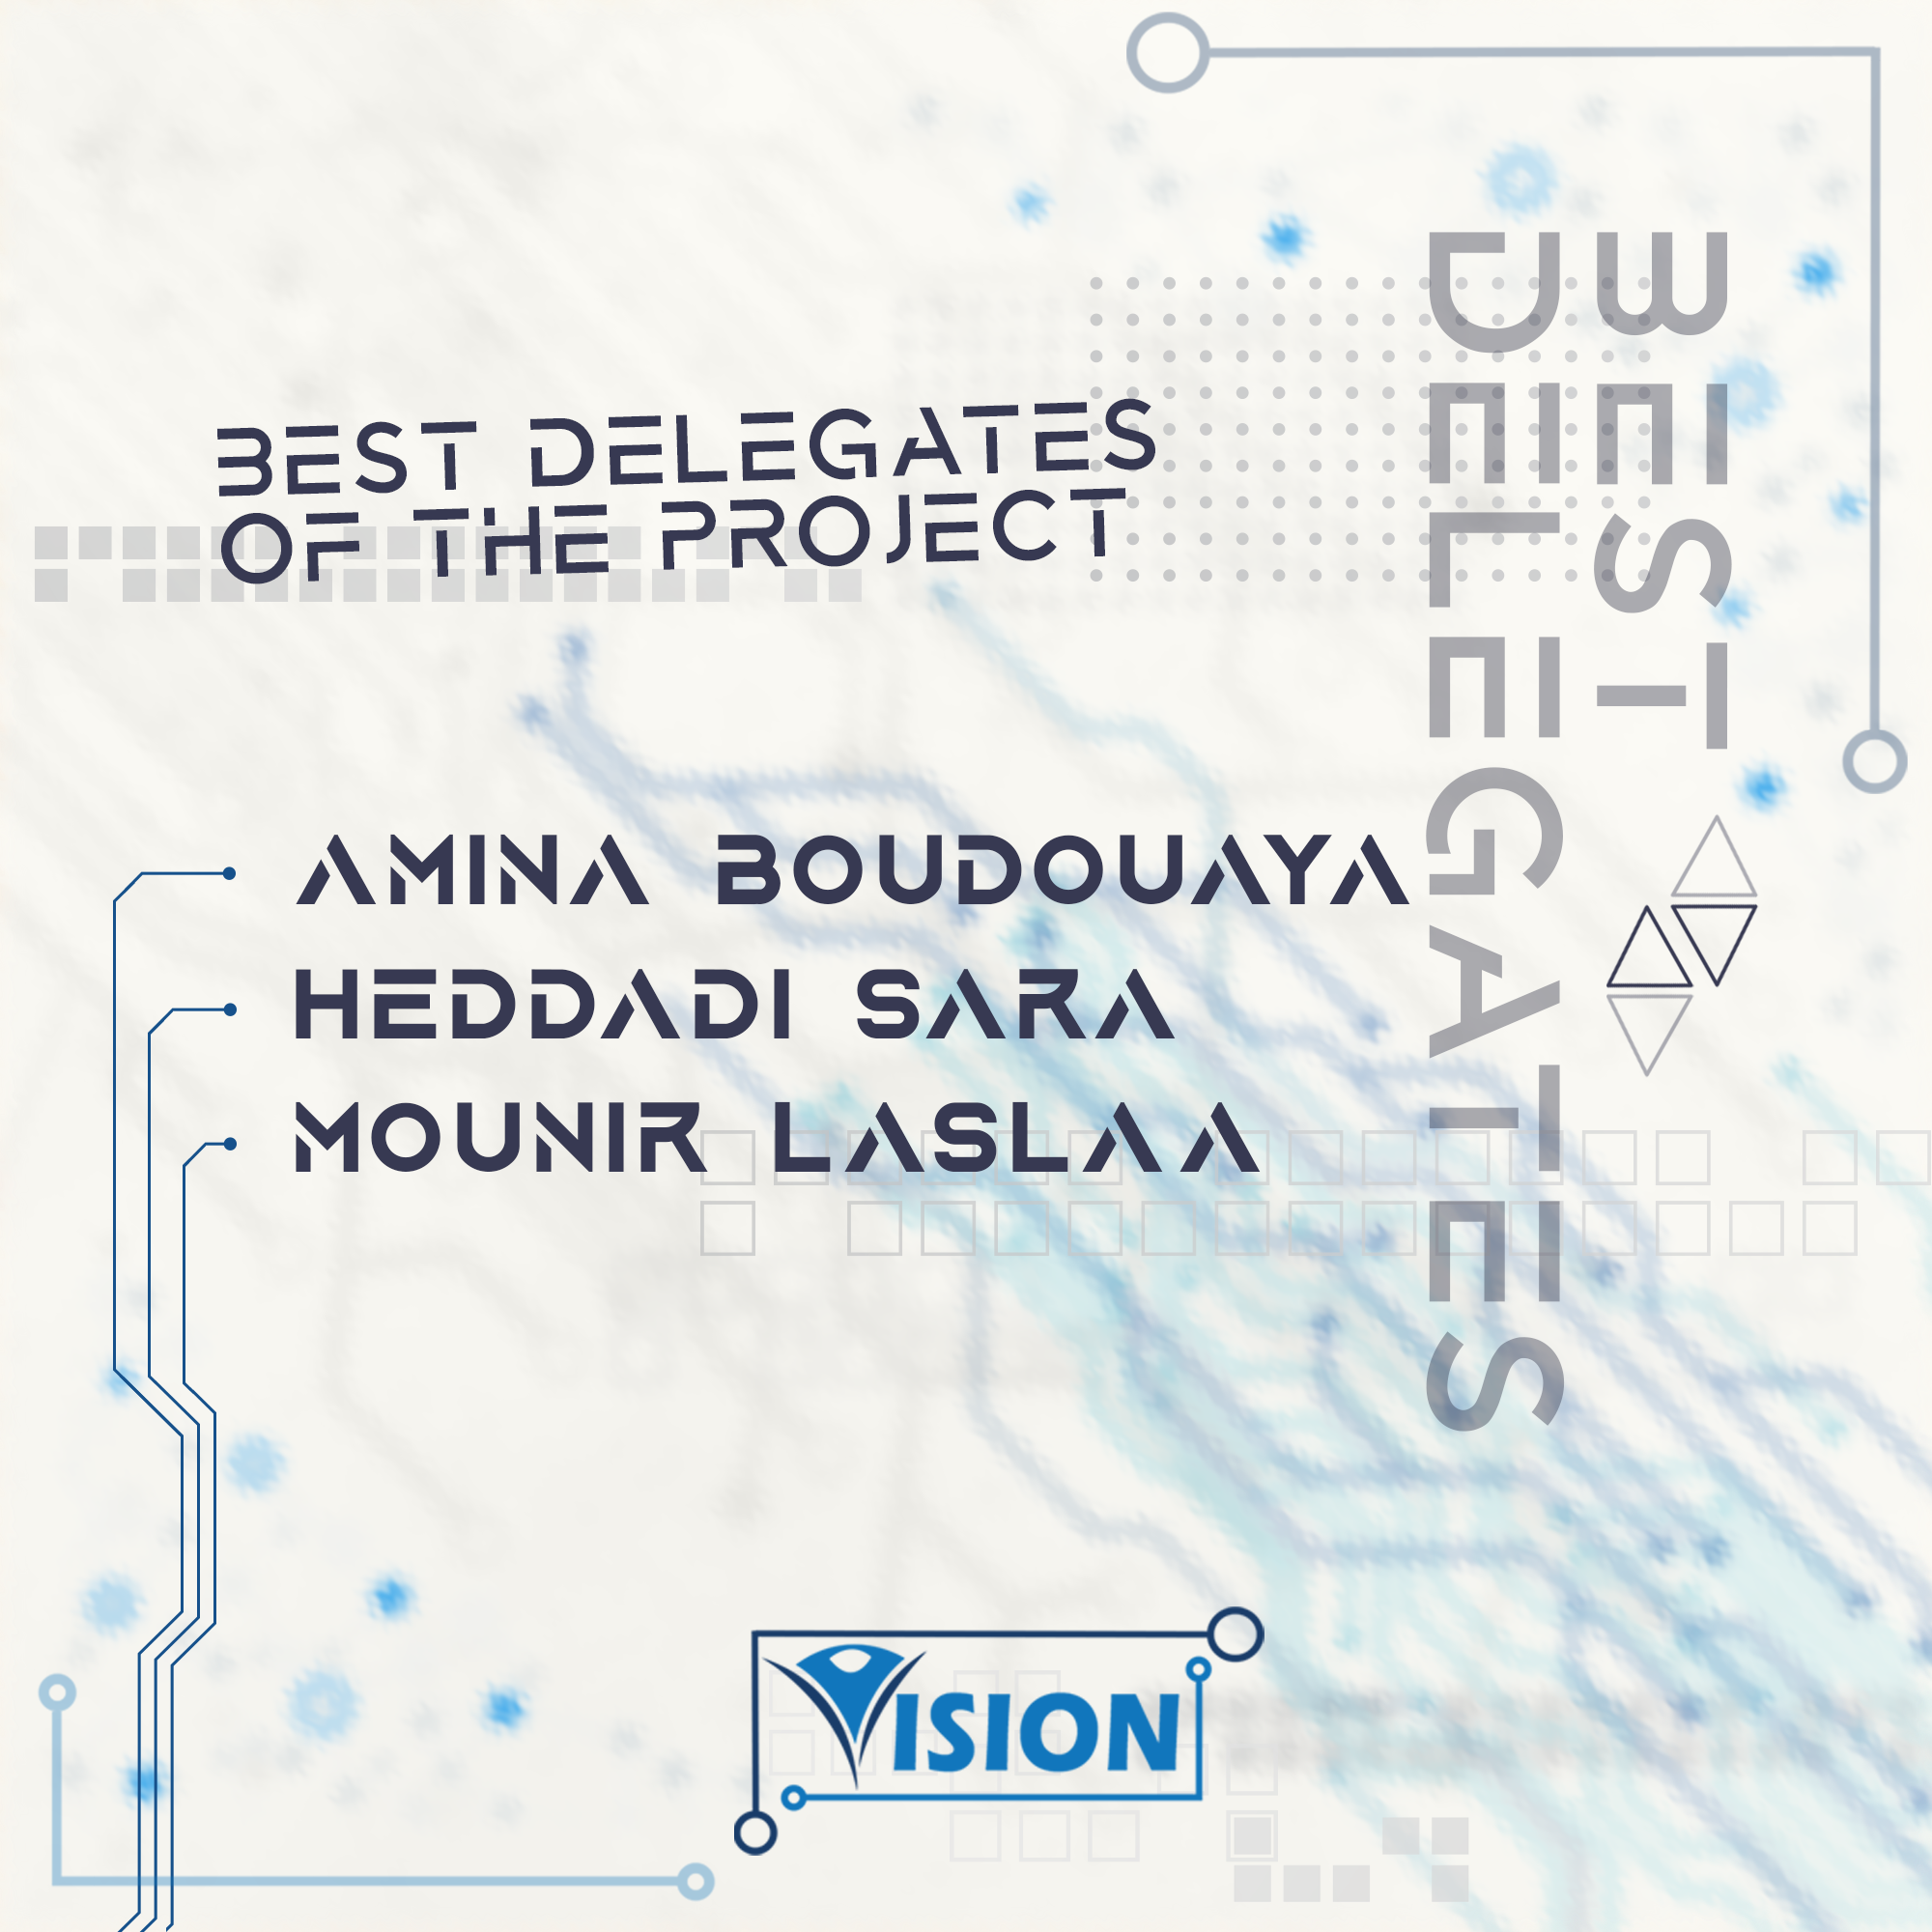 BEST DELEGATES
OF THE PROJECT
BEST
DELEGATES
AMINA BOUDOUAYA
HEDDADI SARA
MOUNIR LASLAA
VISION